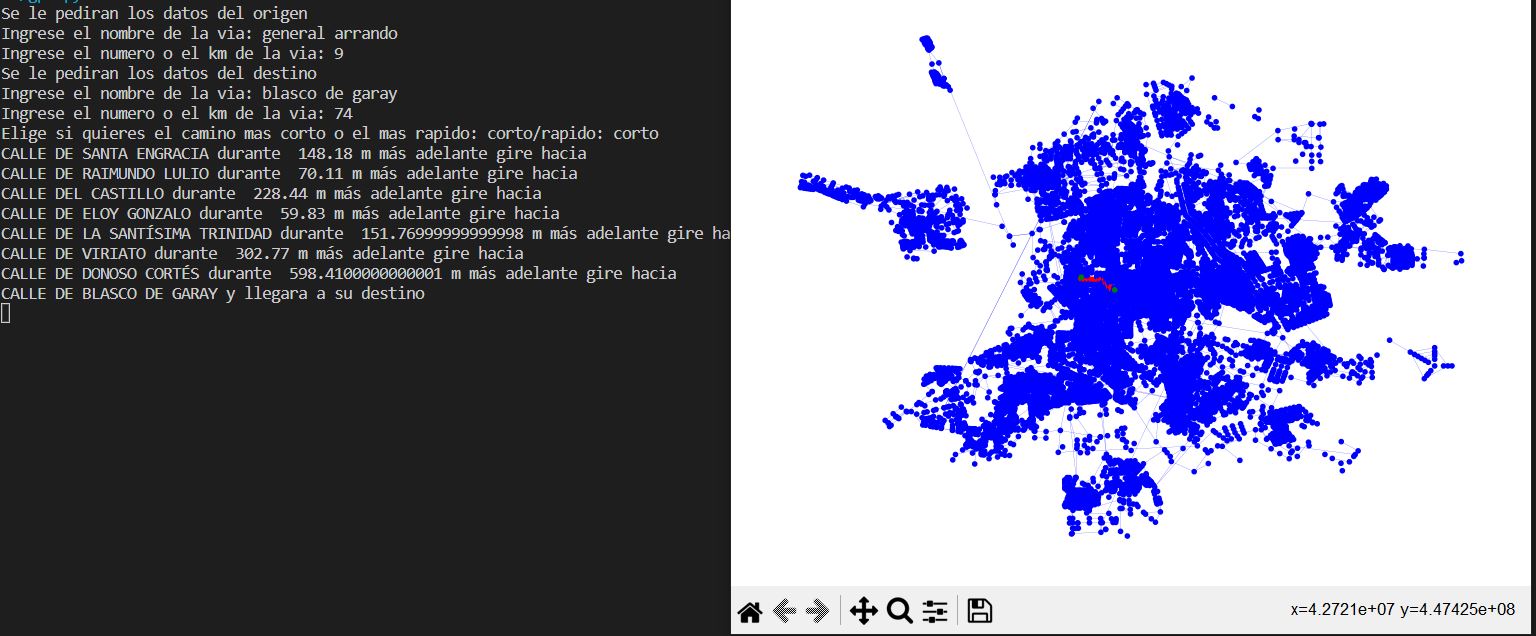 Se le pediran los datos del origen
Ingrese el nombre de la via: general arrando
Ingrese el numero o el km de la via: 9
Se le pediran los datos del destino
Ingrese el nombre de la via: blasco de garay
Ingrese el numero o el km de la via: 74
Elige si quieres el camino mas corto o el mas rapido: corto/rapido: corto
CALLE DE SANTA ENGRACIA durante  148.18 m más adelante gire hacia
CALLE DE RAIMUNDO LULIO durante  70.11 m más adelante gire hacia
CALLE DEL CASTILLO durante  228.44 m más adelante gire hacia
CALLE DE ELOY GONZALO durante  59.83 m más adelante gire hacia
CALLE DE LA SANTÍSIMA TRINIDAD durante  151.76999999999998 m más adelante gire ha
CALLE DE VIRIATO durante  302.77 m más adelante gire hacia
CALLE DE DONOSO CORTÉS durante  598.4100000000001 m más adelante gire hacia
CALLE DE BLASCO DE GARAY y llegara a su destino
x=4.2721e+07 y=4.47425e+08